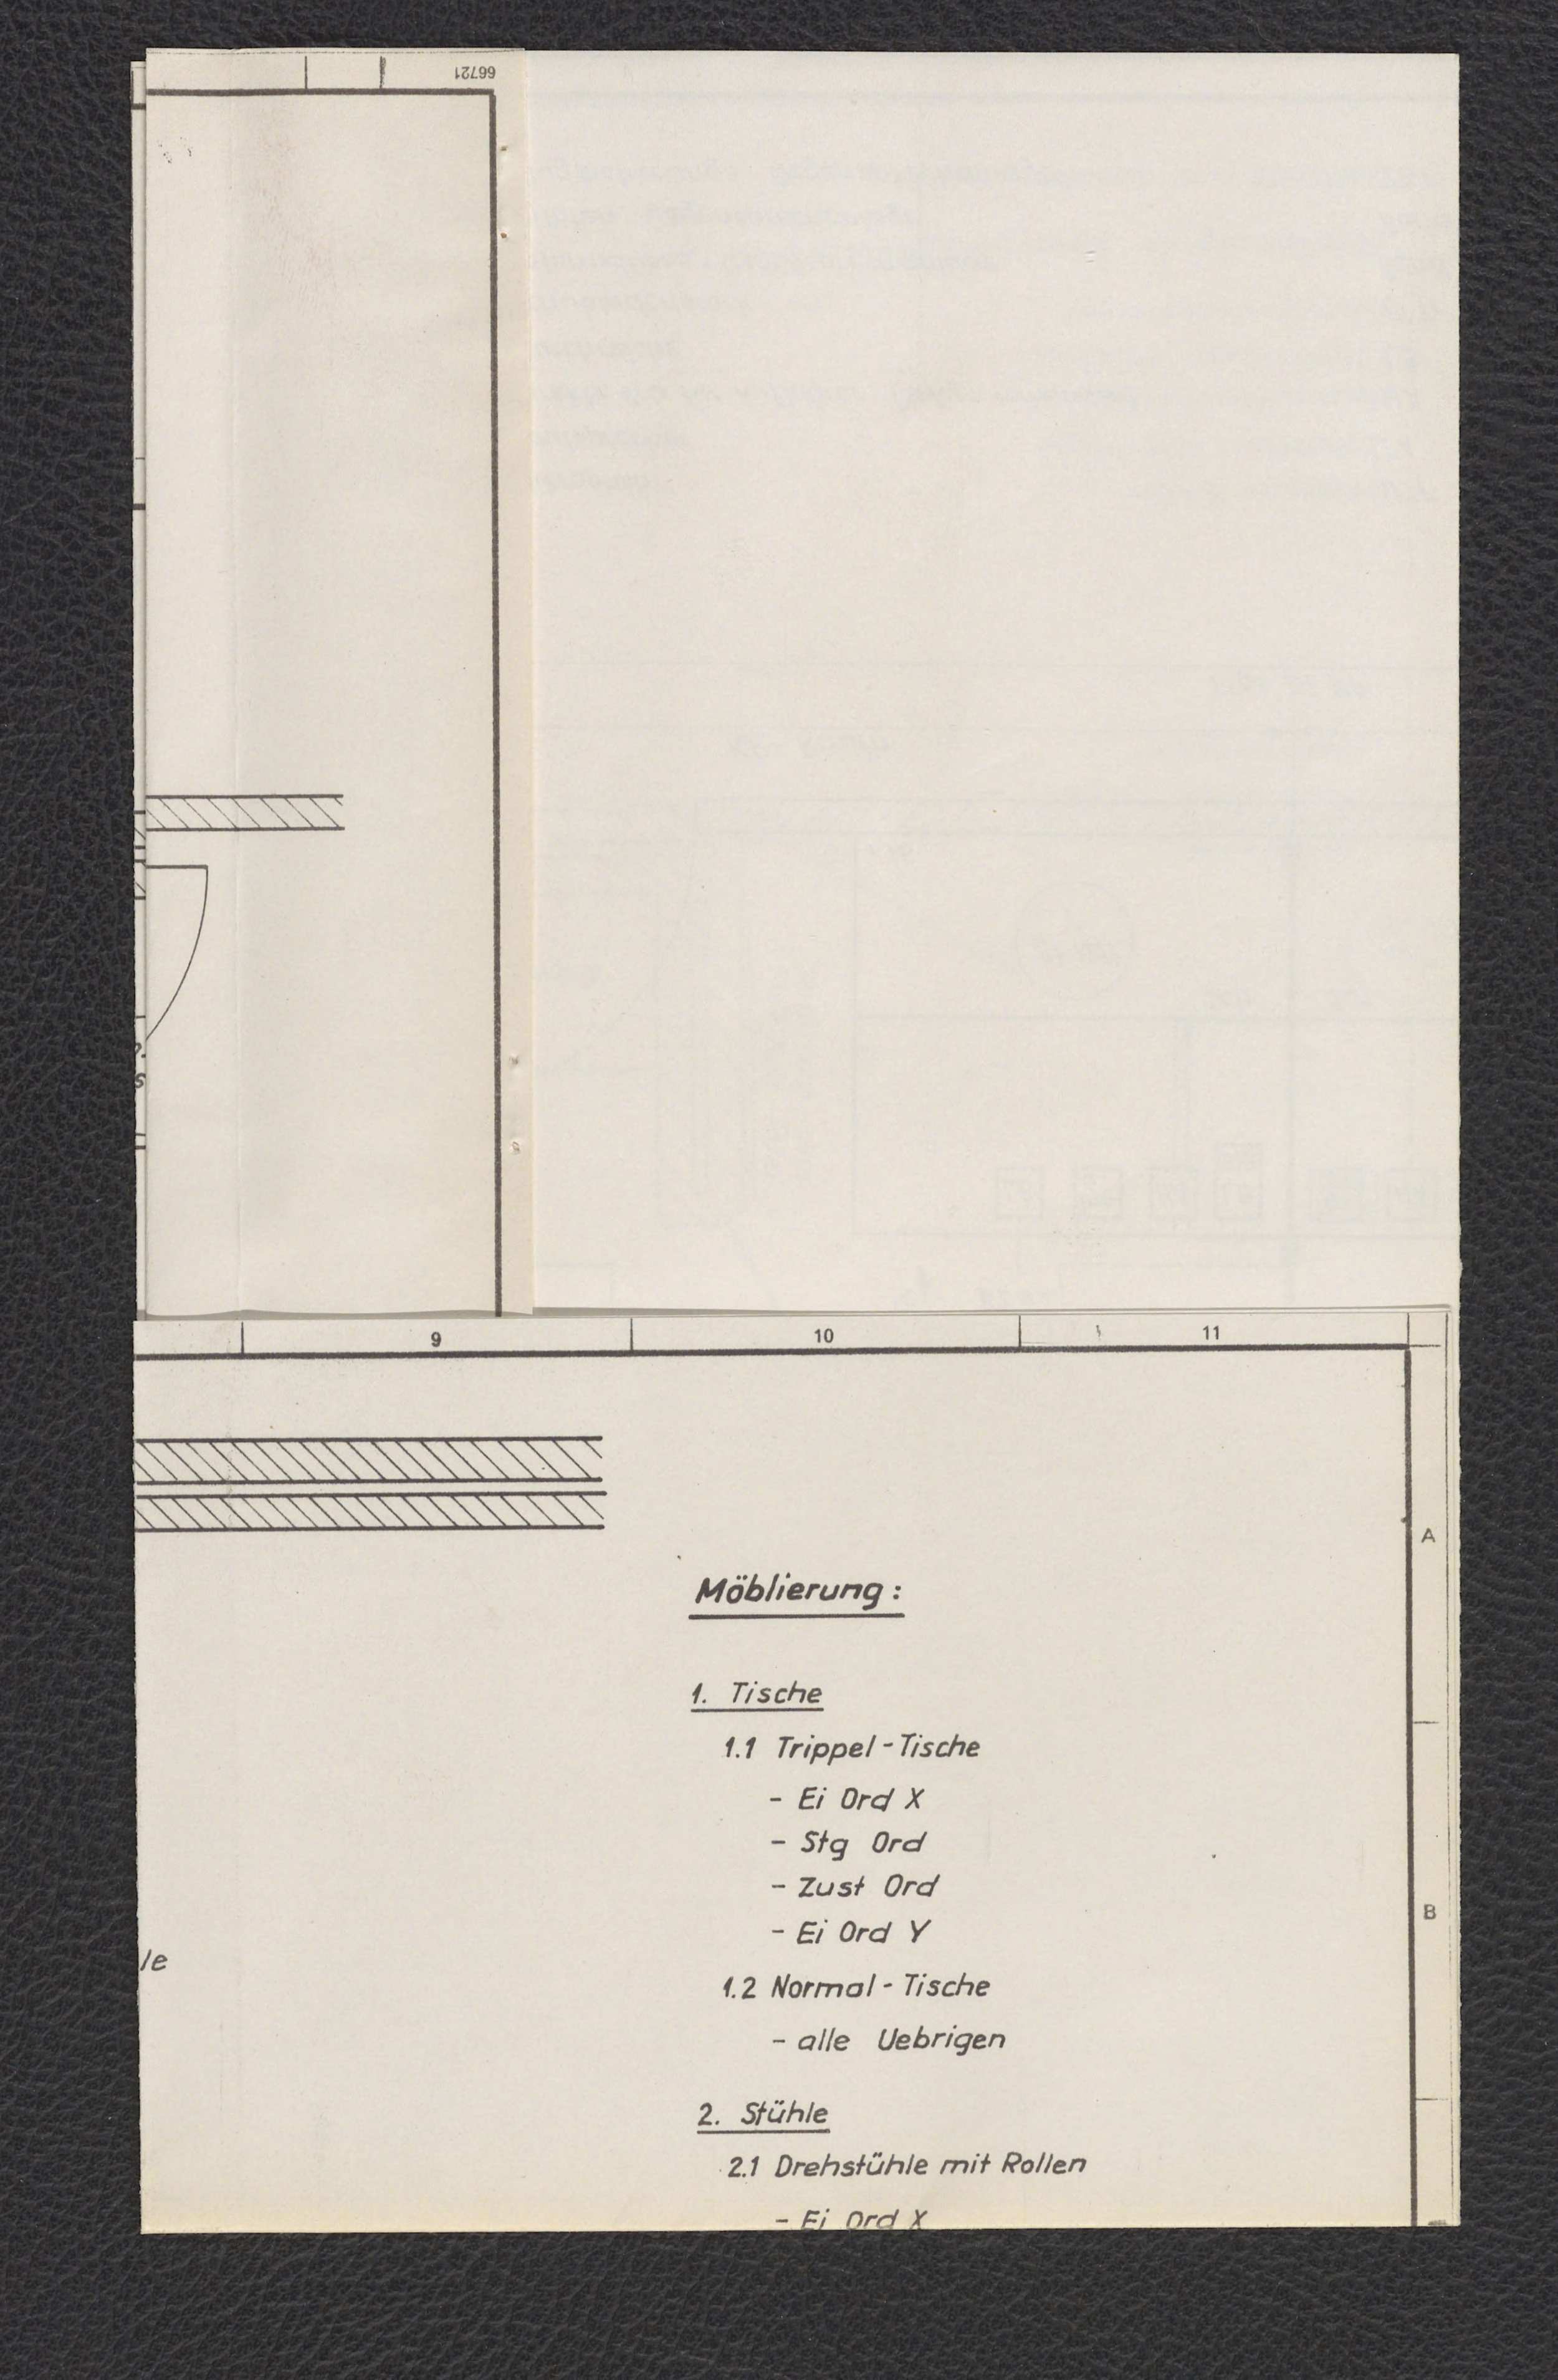 66721
9 10 11
A
Möblierung:
1. Tische
1.1 Trippel-Tische
- Ei Ord X
- Stg Ord
- Zust Ord
B
- Ei Ord Y
le
1.2 Normal-Tische
- alle Uebrigen
2. Stühle
2.1 Drehstühle mit Rollen
- Ei Ord X